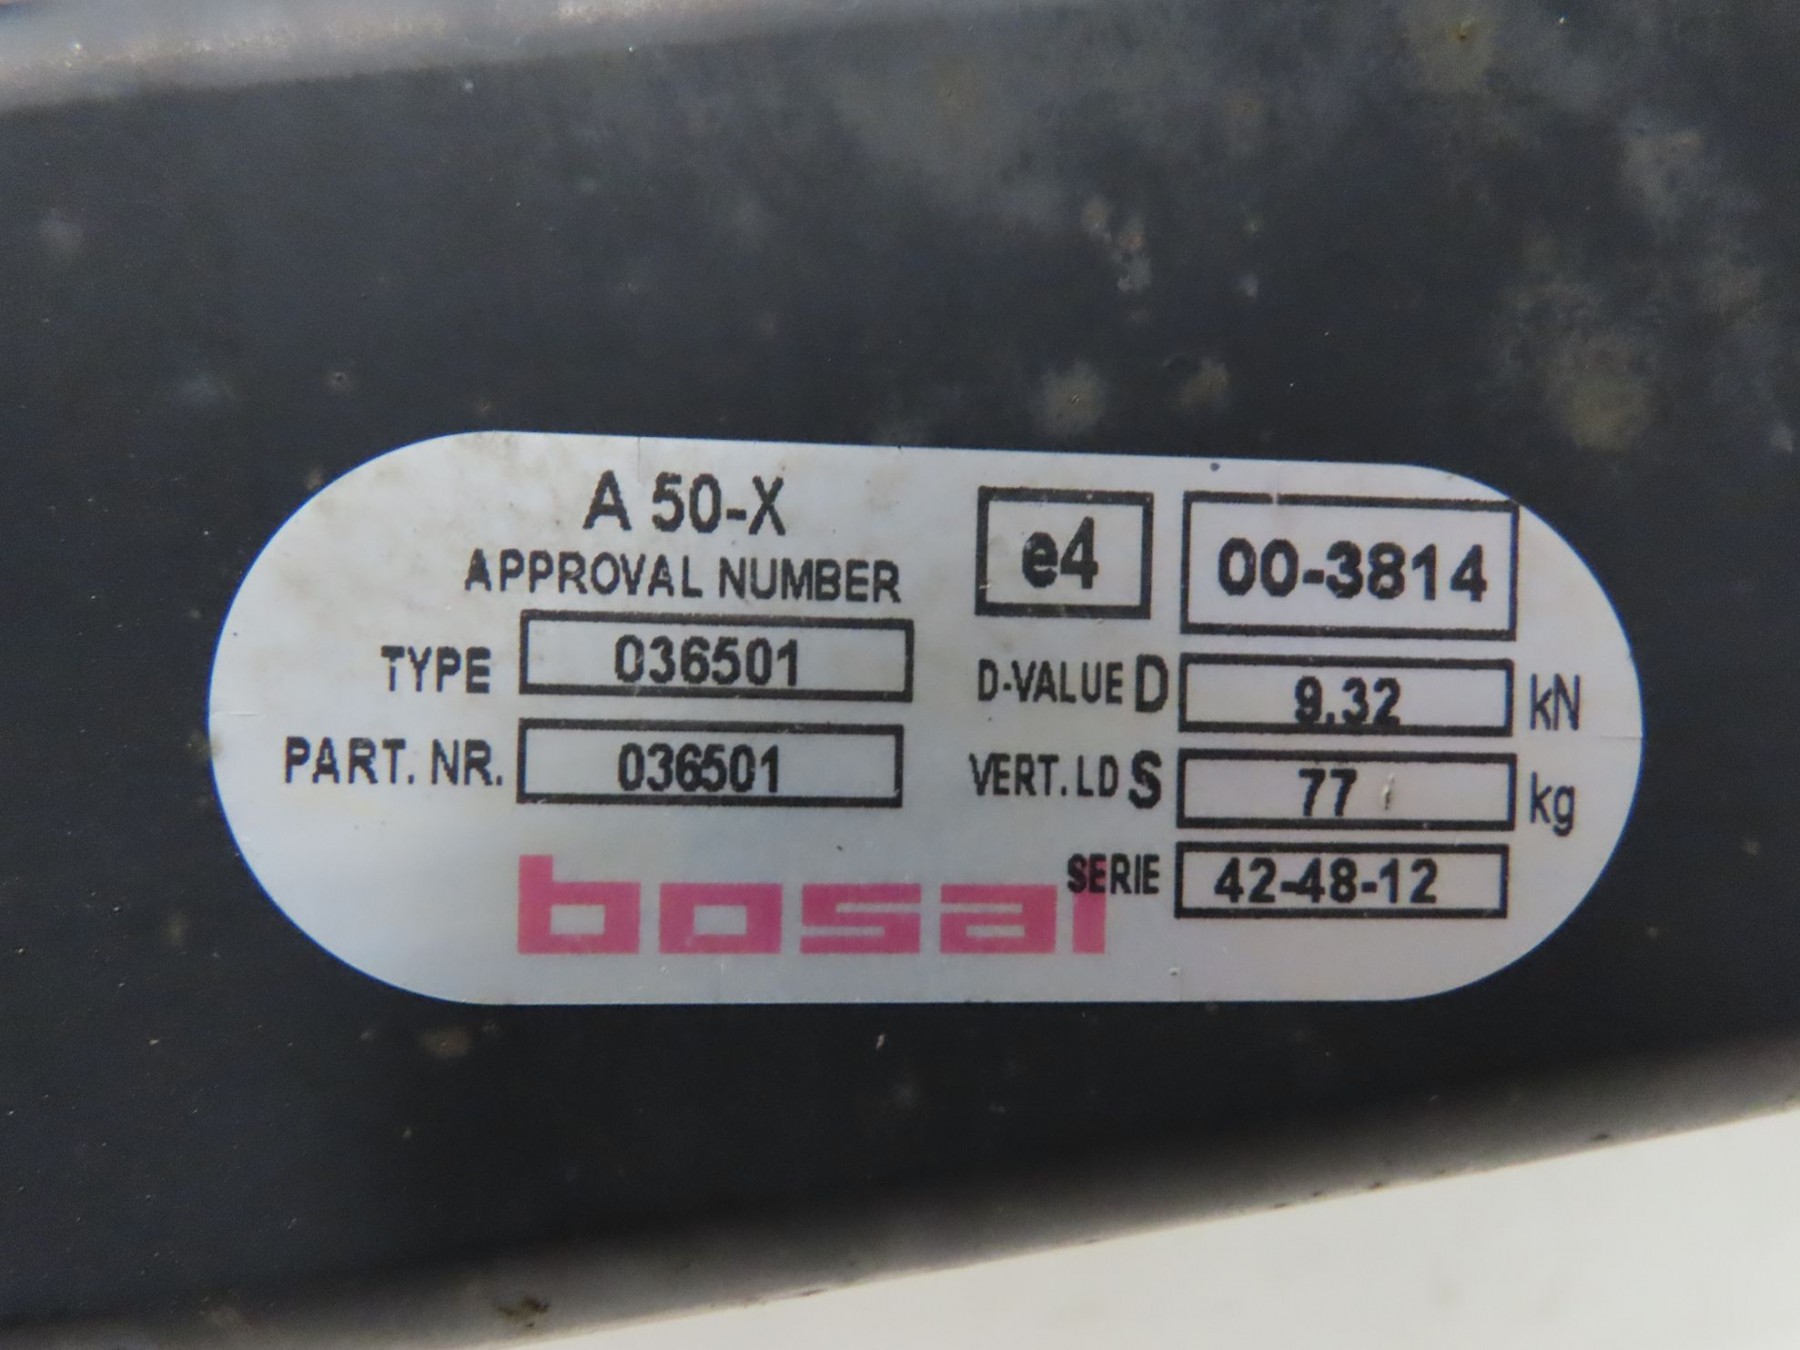 A 50-X
APPROVAL NUMBER e4 00-3814
TYPE 036501 D-VALUE D 9.32 kN
PART. NR. 036501 VERT. LD S 77 kg
SERIE 42-48-12
bosal